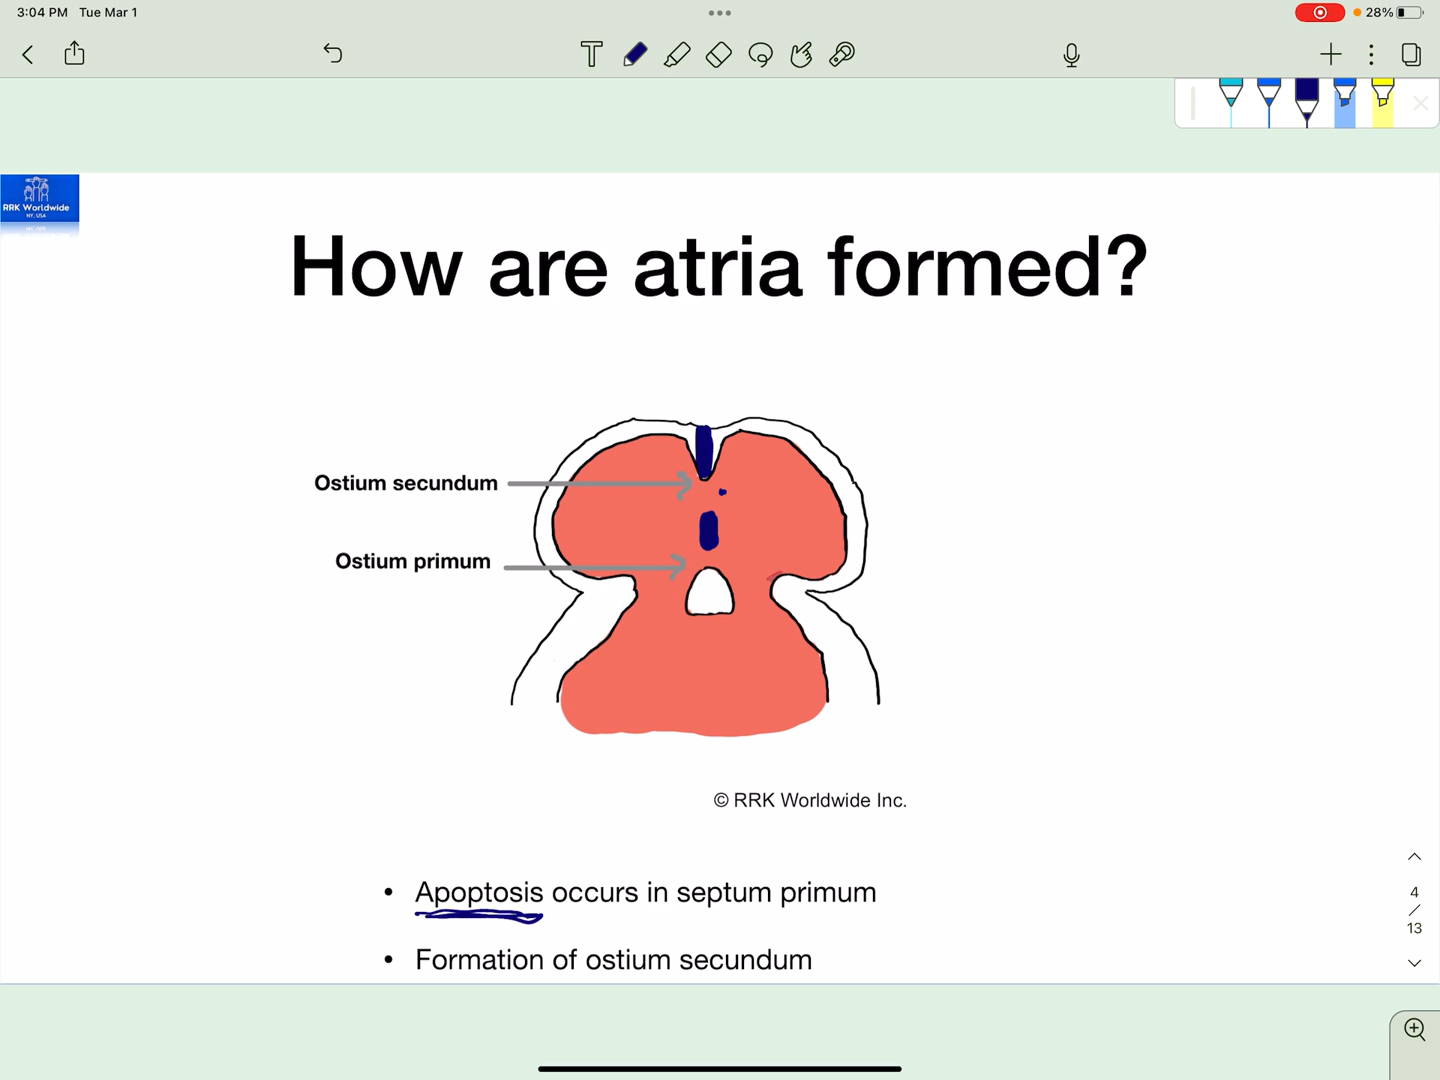 3:04 PM Tue Mar 1
28%
RRK Worldwide
NY, USA
How are atria formed?
Ostium secundum
Ostium primum
© RRK Worldwide Inc.
• Apoptosis occurs in septum primum
• Formation of ostium secundum
4
/
13